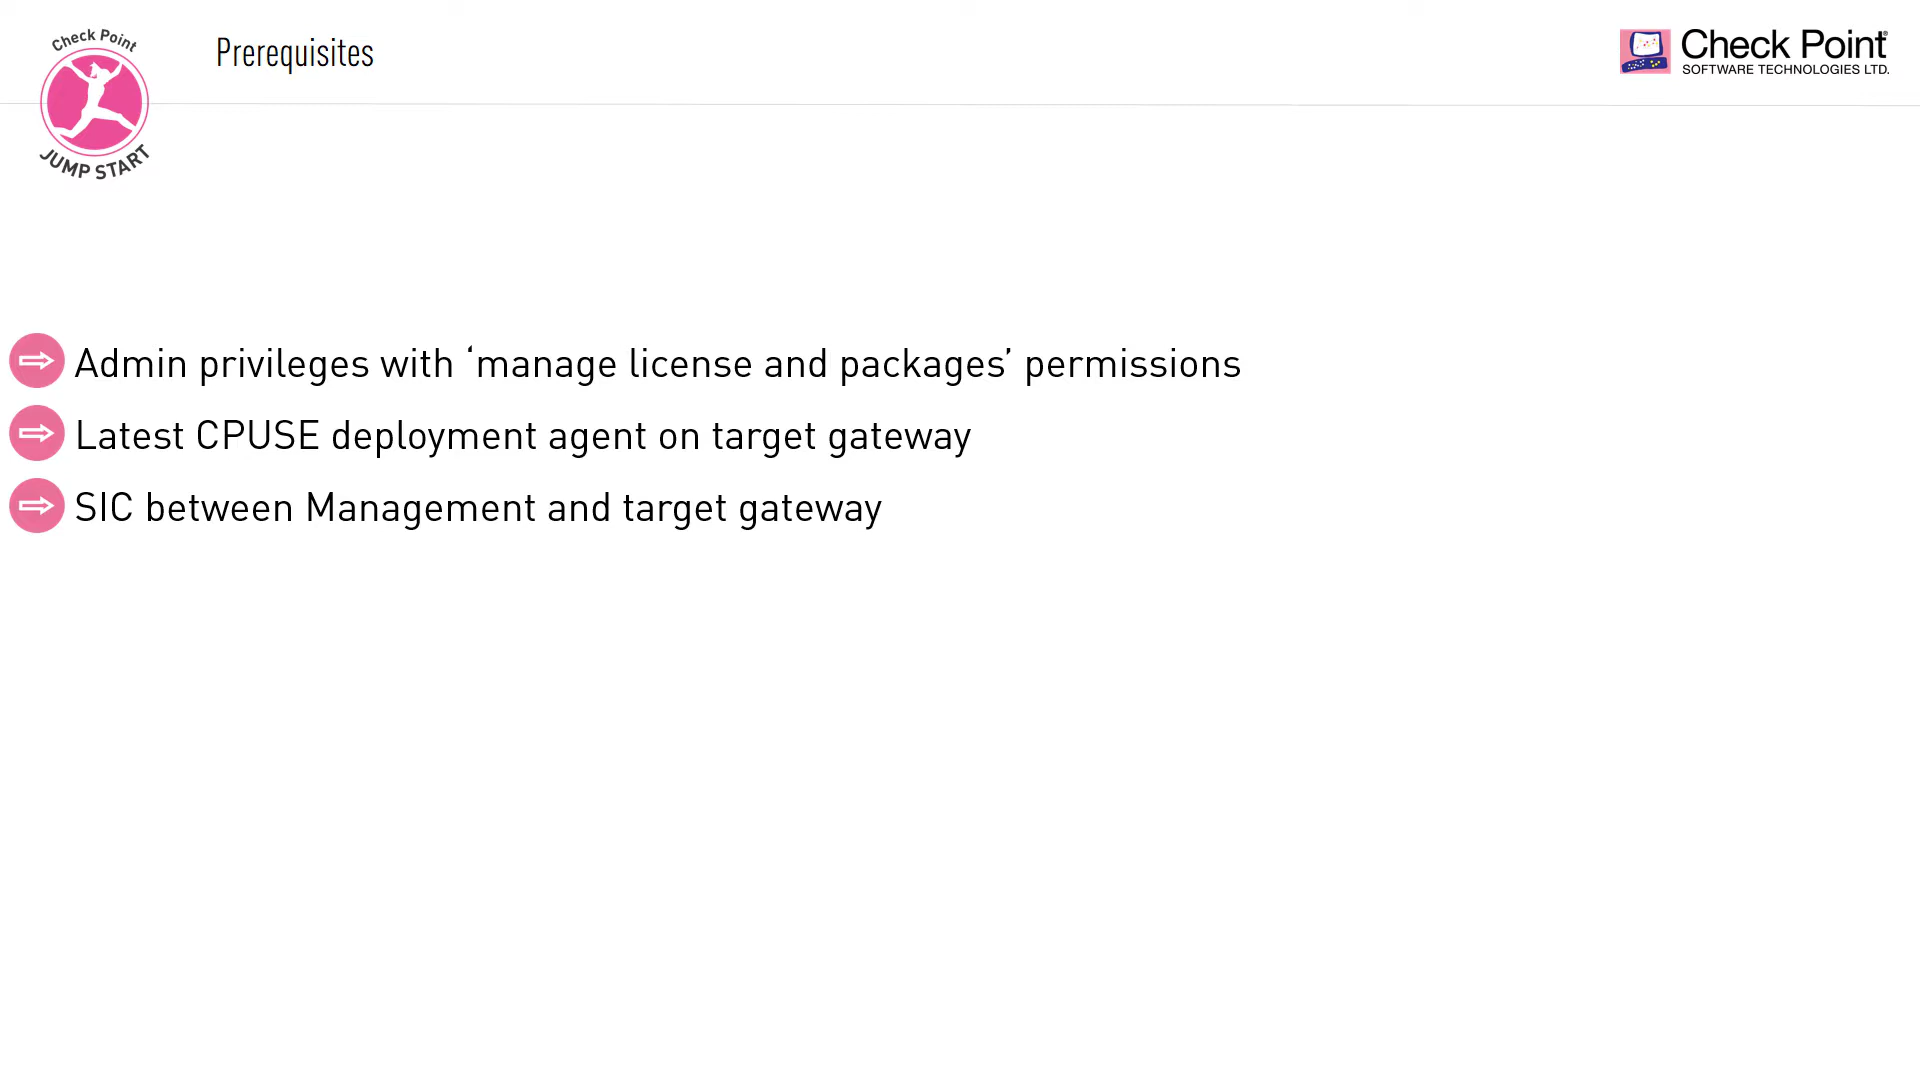 Check Point
JUMP START
Prerequisites
Check Point®
SOFTWARE TECHNOLOGIES LTD.
Admin privileges with ‘manage license and packages’ permissions
Latest CPUSE deployment agent on target gateway
SIC between Management and target gateway